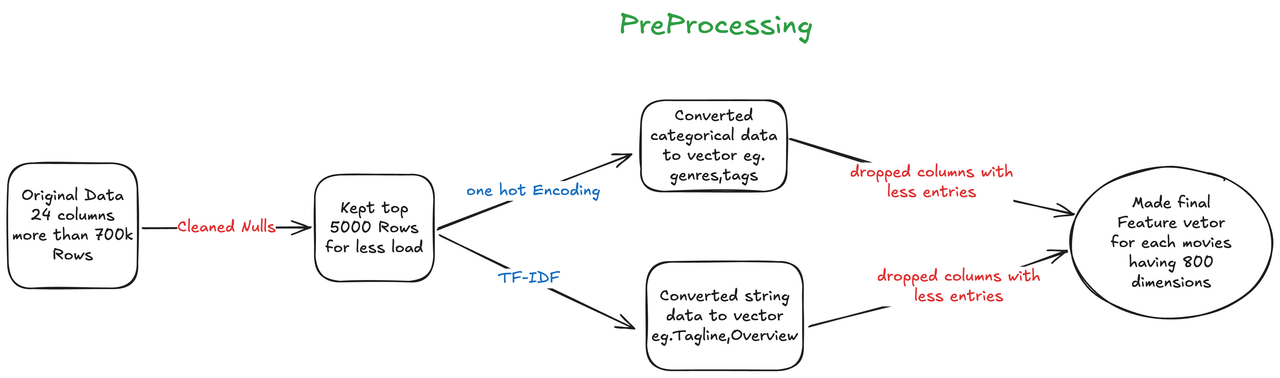 PreProcessing
Original Data
24 columns
more than 700k
Rows
Cleaned Nulls
Kept top
5000 Rows
for less load
one hot Encoding
TF-IDF
Converted
categorical data
to vector eg.
genres,tags
Converted string
data to vector
eg.Tagline,Overview
dropped columns with
less entries
dropped columns with
less entries
Made final
Feature vetor
for each movies
having 800
dimensions